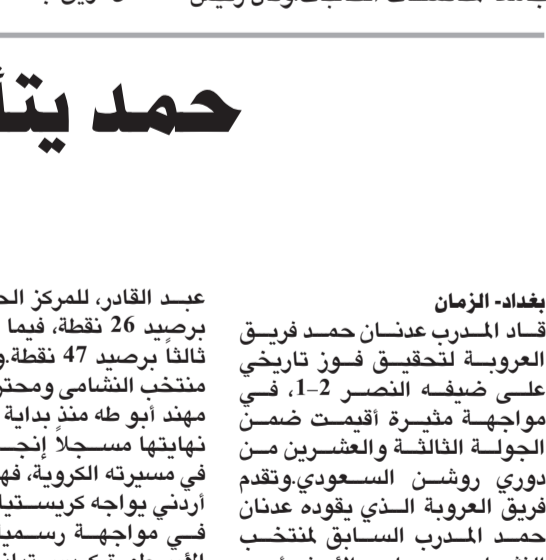 حمد يتأ
بغداد- الزمان
قاد المدرب عدنان حمد فريق
العروبة لتحقيق فوز تاريخي
على ضيفه النصر 2–1، في
مواجهة مثيرة أقيمت ضمن
الجولة الثالثة والعشرين من
دوري روشن السعودي.وتقدم
فريق العروبة الذي يقوده عدنان
حمد المدرب السابق لمنتخب
عبد القادر، للمركز الح
برصيد 26 نقطة، فيما
ثالثاً برصيد 47 نقطة.و
منتخب النشامى ومحتر
مهند أبو طه منذ بداية
نهايتها مسجلاً إنجـ
في مسيرته الكروية، فه
أردني يواجه كريستيا
في مواجهة رسميا